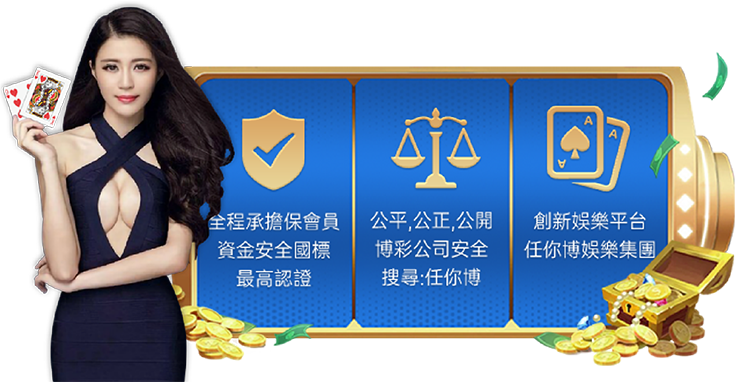 全程承擔保會員
資金安全國標
最高認證
公平,公正,公開
博彩公司安全
搜尋:任你博
A
A
A
創新娛樂平台
任你博娛樂集團